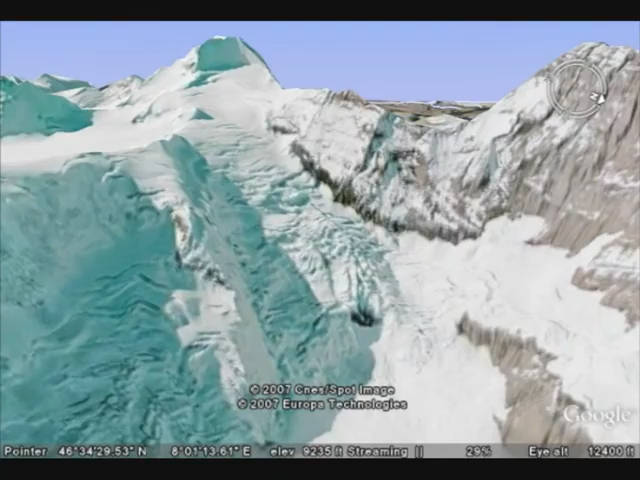 © 2007 Cnes/Spot Image
© 2007 Europa Technologies
Google
Pointer 46°34'29.53" N 8°01'13.61" E elev 9235 ft Streaming || 29% Eye alt 12400 ft